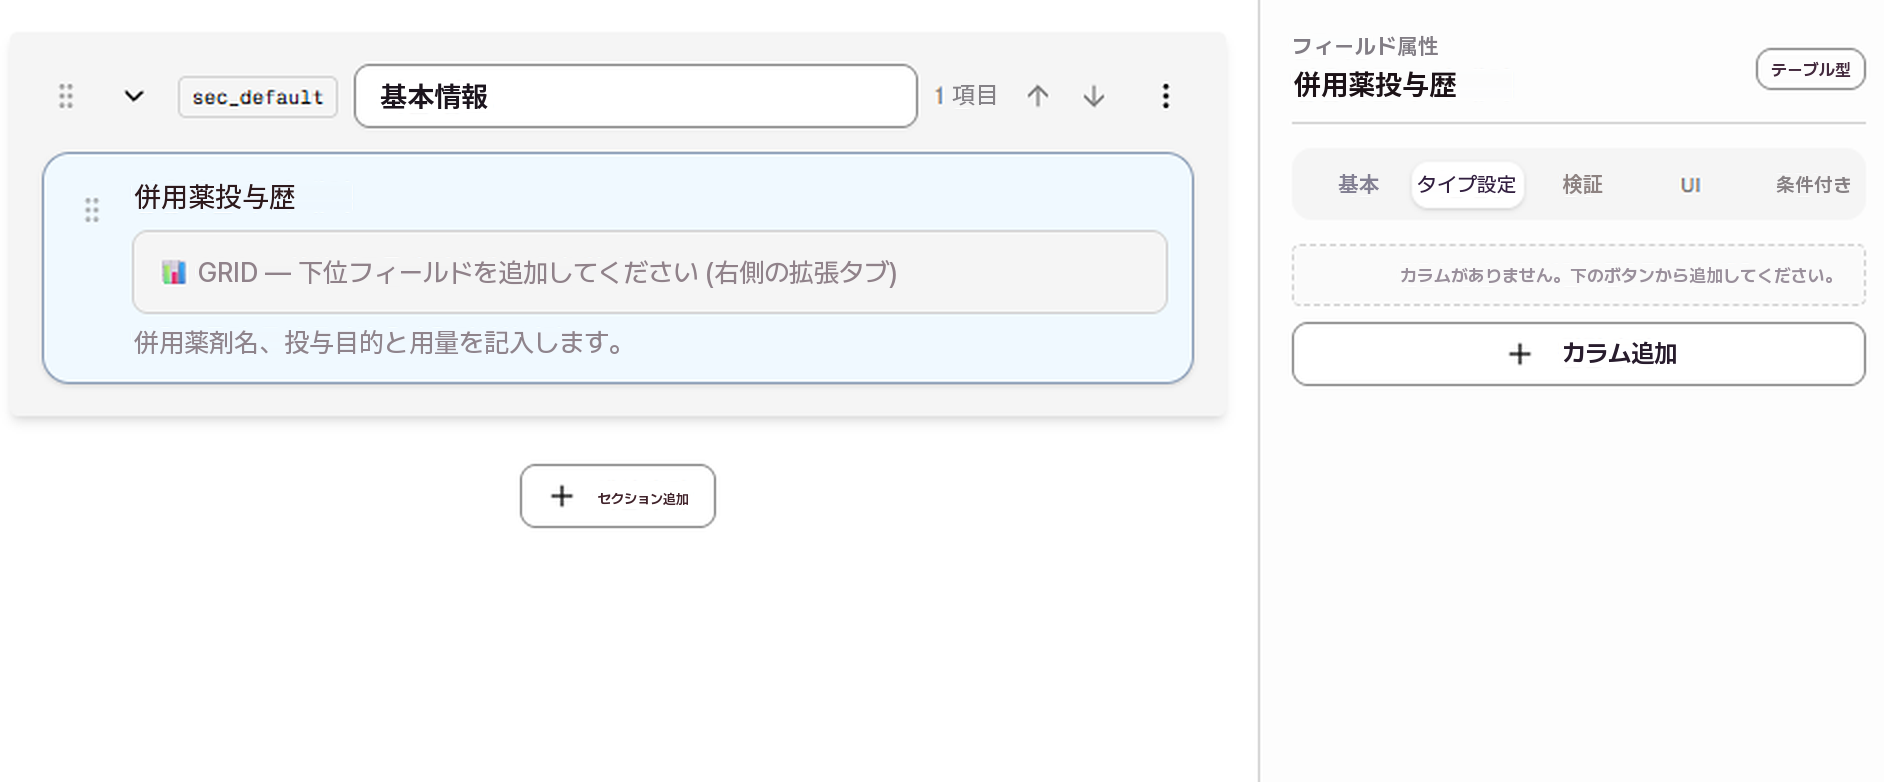 sec_default
基本情報
1 項目
併用薬投与歴
GRID — 下位フィールドを追加してください (右側の拡張タブ)
併用薬剤名、投与目的と用量を記入します。
セクション追加
フィールド属性
併用薬投与歴
テーブル型
基本 タイプ設定 検証 UI 条件付き
カラムがありません。下のボタンから追加してください。
カラム追加